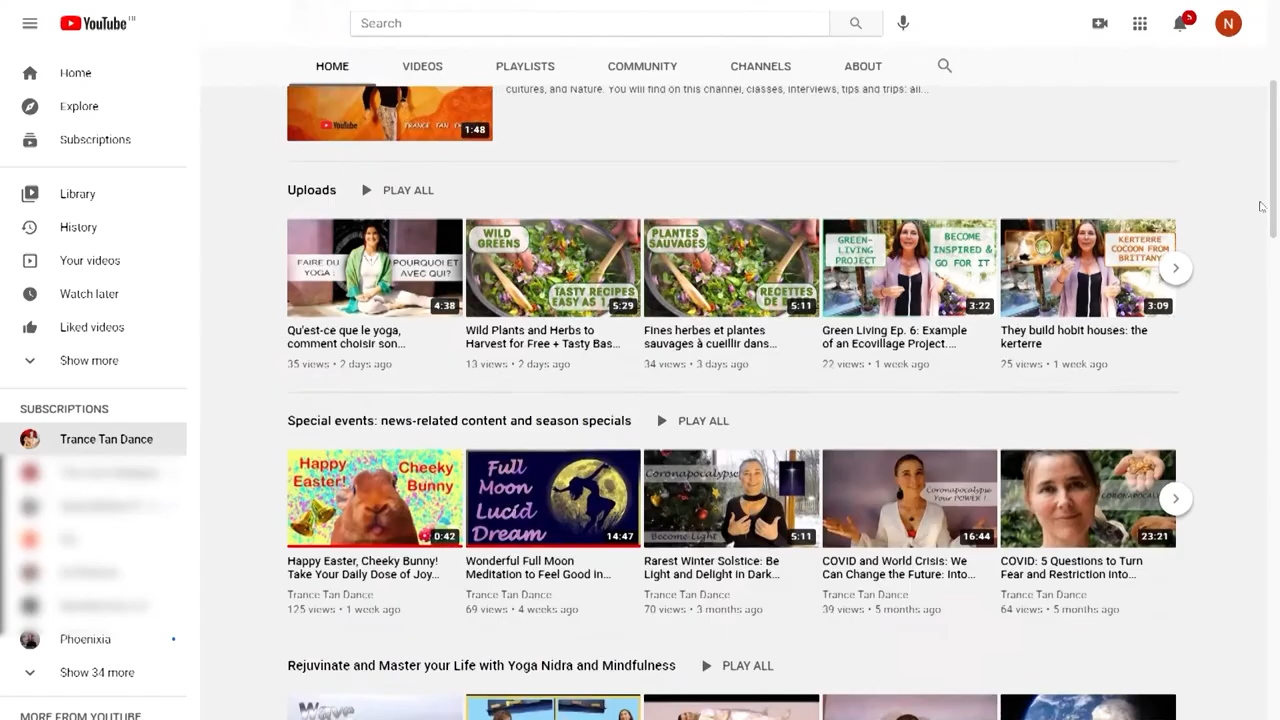 YouTube TR
Search
5
N
Home
Explore
Subscriptions
Library
History
Your videos
Watch later
Liked videos
Show more
SUBSCRIPTIONS
Trance Tan Dance
Phoenixia
Show 34 more
MORE FROM YOUTUBE
HOME VIDEOS PLAYLISTS COMMUNITY CHANNELS ABOUT
cultures, and Nature. You will find on this channel, classes, interviews, tips and trips: all...
YouTube
1:48
Uploads PLAY ALL
FAIRE DU YOGA:
POURQUOI ET AVEC QUI?
4:38
Qu'est-ce que le yoga,
comment choisir son...
35 views • 2 days ago
WILD
GREENS
TASTY RECIPES
EASY AS 1,
5:29
Wild Plants and Herbs to
Harvest for Free + Tasty Bas...
13 views • 2 days ago
PLANTES
SAUVAGES
RECETTES
DE
5:11
Fines herbes et plantes
sauvages à cueillir dans...
34 views • 3 days ago
GREEN-
LIVING
PROJECT
BECOME
INSPIRED &
GO FOR IT
3:22
Green Living Ep. 6: Example
of an Ecovillage Project....
22 views • 1 week ago
KERTERRE
COCOON FROM
BRITTANY
3:09
They build hobit houses: the
kerterre
25 views • 1 week ago
Special events: news-related content and season specials PLAY ALL
Happy
Easter!
Cheeky
Bunny
0:42
Happy Easter, Cheeky Bunny!
Take Your Daily Dose of Joy...
Trance Tan Dance
125 views • 1 week ago
Full
Moon
Lucid
Dream
14:47
Wonderful Full Moon
Meditation to Feel Good In...
Trance Tan Dance
69 views • 4 weeks ago
Coronapocalypse
Become Light
5:11
Rarest Winter Solstice: Be
Light and Delight in Dark...
Trance Tan Dance
70 views • 3 months ago
Coronapocalypse
Your POWER!
16:44
COVID and World Crisis: We
Can Change the Future: Into...
Trance Tan Dance
39 views • 5 months ago
23:21
COVID: 5 Questions to Turn
Fear and Restriction into...
Trance Tan Dance
64 views • 5 months ago
Rejuvinate and Master your Life with Yoga Nidra and Mindfulness PLAY ALL